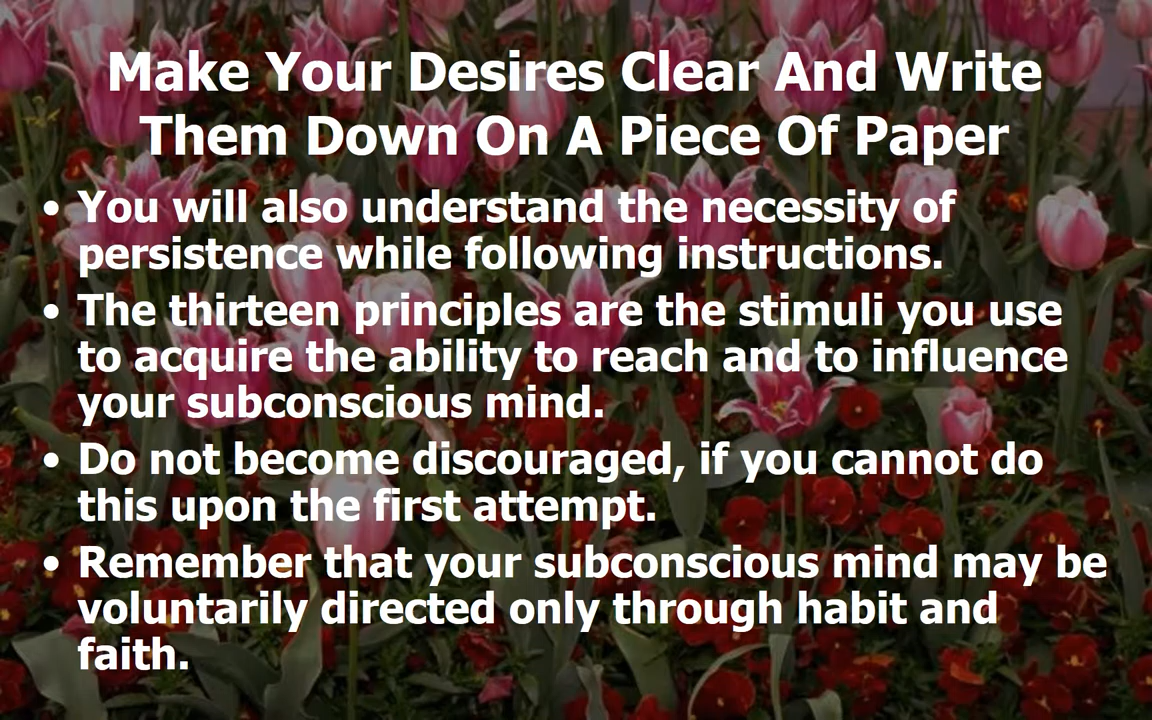 Make Your Desires Clear And Write
Them Down On A Piece Of Paper
• You will also understand the necessity of
persistence while following instructions.
• The thirteen principles are the stimuli you use
to acquire the ability to reach and to influence
your subconscious mind.
• Do not become discouraged, if you cannot do
this upon the first attempt.
• Remember that your subconscious mind may be
voluntarily directed only through habit and
faith.